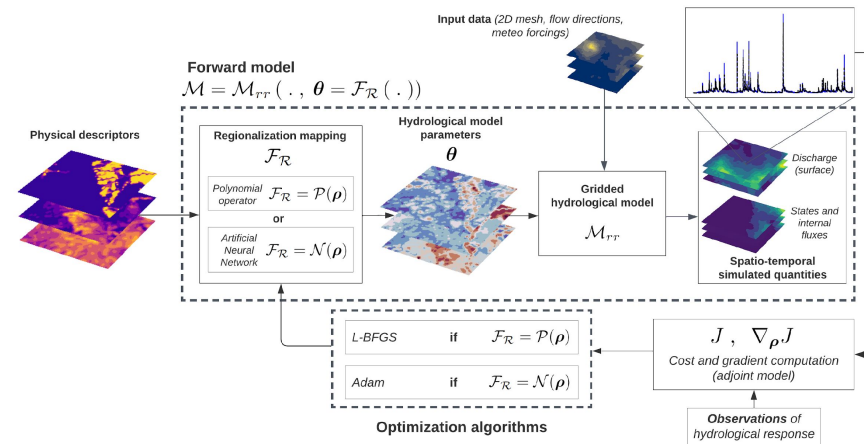 Input data (2D mesh, flow directions,
meteo forcings)
Forward model
ℳ = ℳ_rr ( . , θ = ℱ_ℛ ( . ))
Physical descriptors
Regionalization mapping
ℱ_ℛ
Polynomial
operator
ℱ_ℛ = 𝒫(ρ)
or
Artificial
Neural
Network
ℱ_ℛ = 𝒩(ρ)
Hydrological model
parameters
θ
Gridded
hydrological model
ℳ_rr
Discharge
(surface)
States and
internal
fluxes
Spatio-temporal
simulated quantities
L-BFGS if ℱ_ℛ = 𝒫(ρ)
Adam if ℱ_ℛ = 𝒩(ρ)
Optimization algorithms
J , ∇_ρ J
Cost and gradient computation
(adjoint model)
Observations of
hydrological response